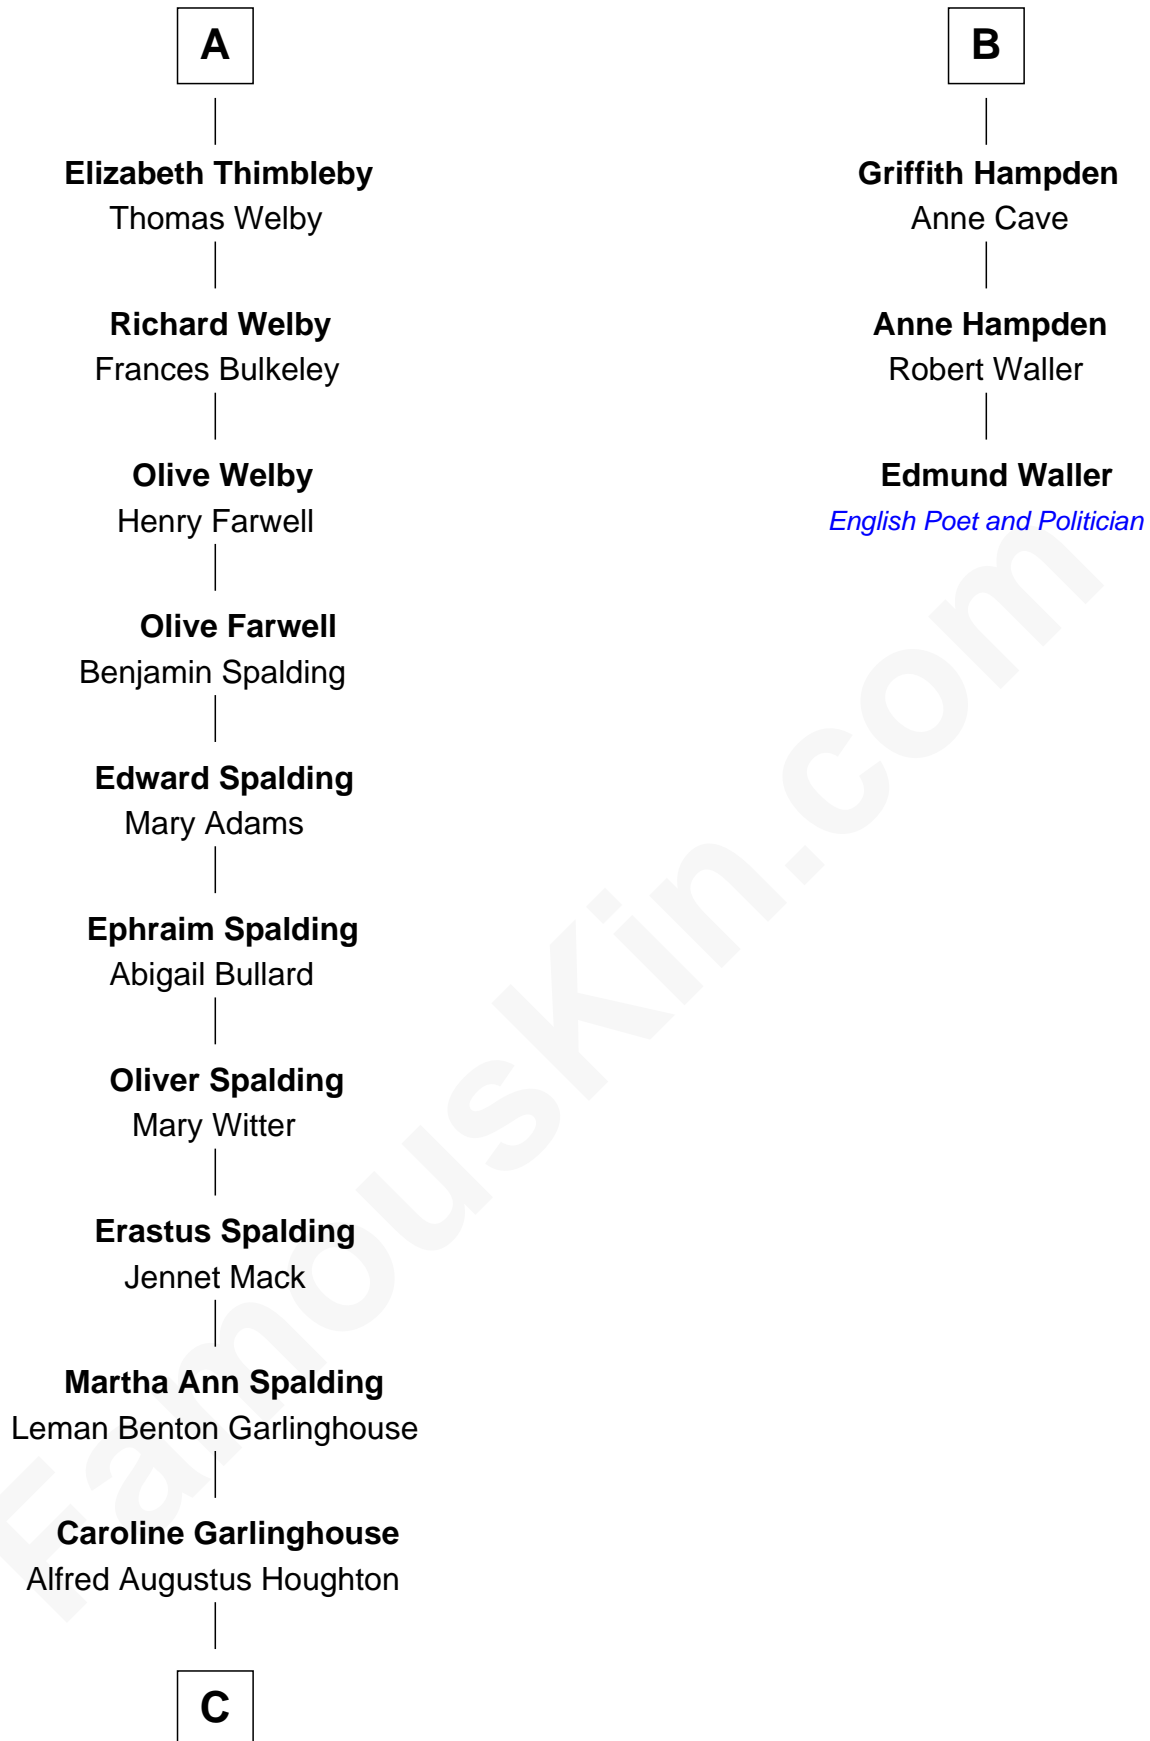 A
Elizabeth Thimbleby
Thomas Welby
Richard Welby
Frances Bulkeley
Olive Welby
Henry Farwell
Olive Farwell
Benjamin Spalding
Edward Spalding
Mary Adams
Ephraim Spalding
Abigail Bullard
Oliver Spalding
Mary Witter
Erastus Spalding
Jennet Mack
Martha Ann Spalding
Leman Benton Garlinghouse
Caroline Garlinghouse
Alfred Augustus Houghton
C
B
Griffith Hampden
Anne Cave
Anne Hampden
Robert Waller
Edmund Waller
English Poet and Politician
FamousKin.com